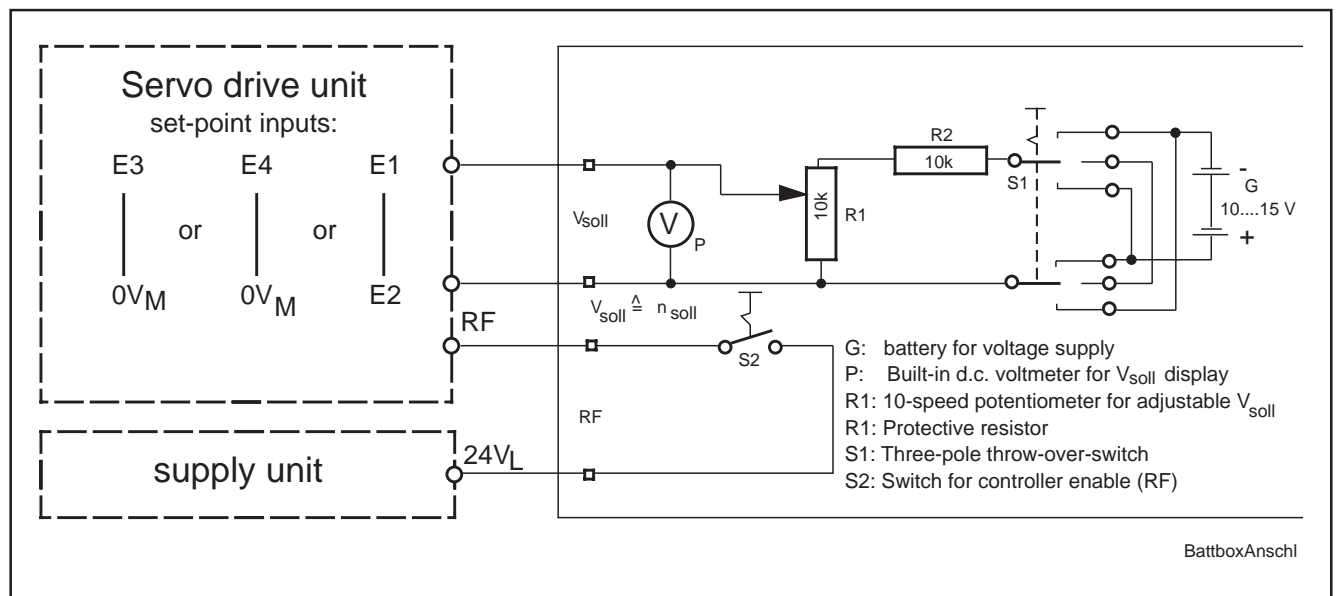 Servo drive unit
set-point inputs:
E3 E4 E1
or or
0VM 0VM E2
RF
supply unit
24VL
Vsoll
V
P
Vsoll ≙ nsoll
RF
S2
10k
R1
R2
10k
S1
-
G
10....15 V
+
G: battery for voltage supply
P: Built-in d.c. voltmeter for Vsoll display
R1: 10-speed potentiometer for adjustable Vsoll
R1: Protective resistor
S1: Three-pole throw-over-switch
S2: Switch for controller enable (RF)
BattboxAnschl